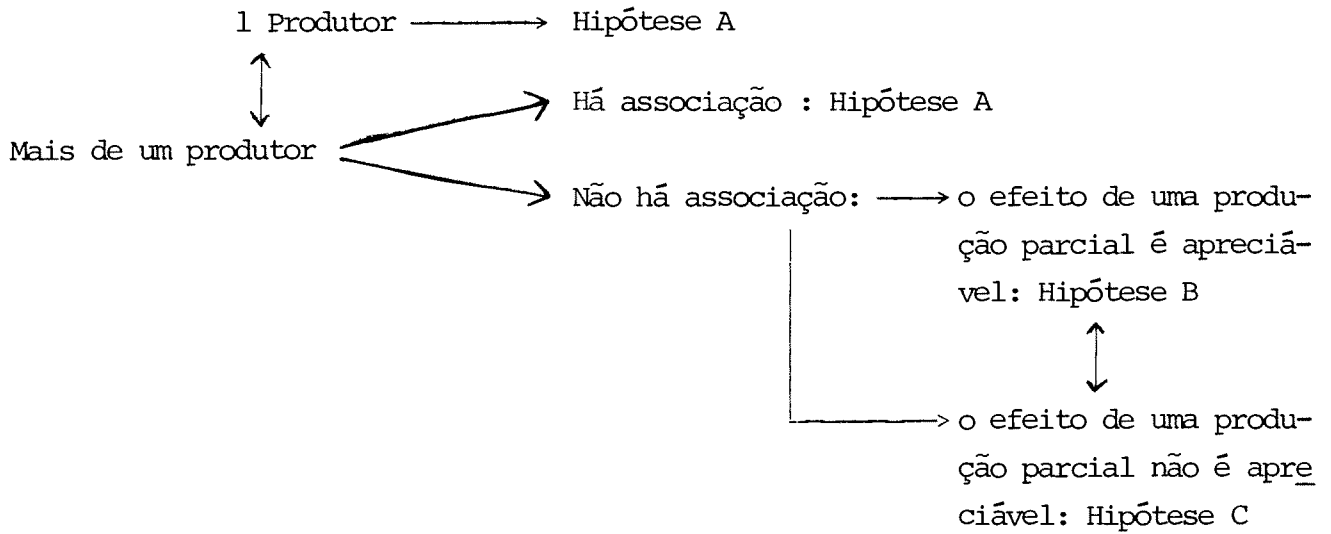 1 Produtor Hipótese A
Há associação : Hipótese A
Mais de um produtor
Não há associação: o efeito de uma produ-
ção parcial é apreciá-
vel: Hipótese B
o efeito de uma produ-
ção parcial não é apre
ciável: Hipótese C